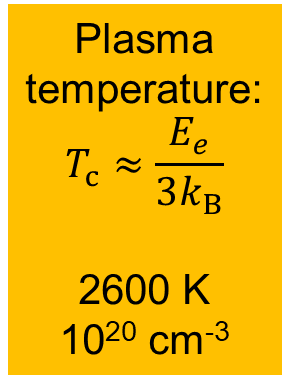 Plasma
temperature:
T_c ≈ E_e / 3k_B
2600 K
10^20 cm^-3